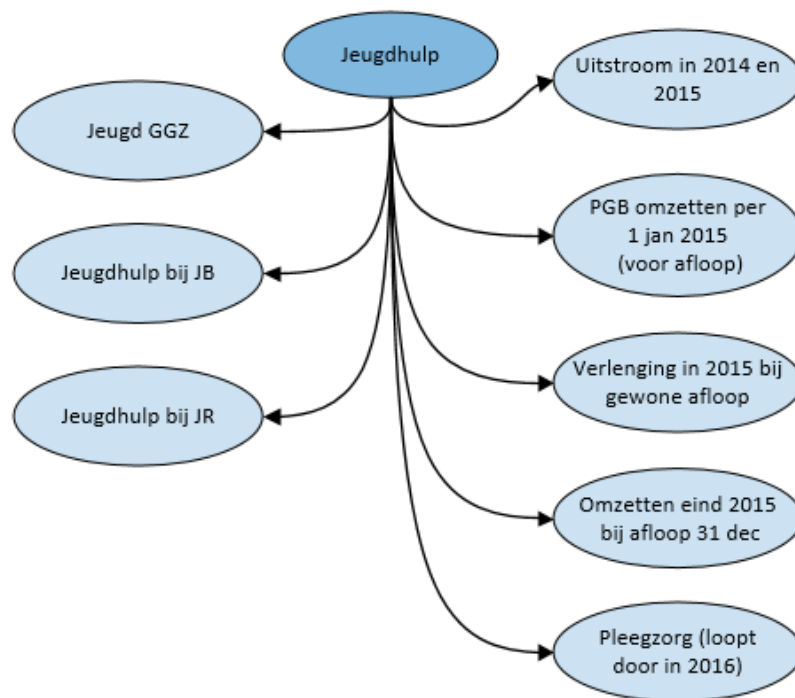 Jeugdhulp
Uitstroom in 2014 en
2015
Jeugd GGZ
PGB omzetten per
1 jan 2015
(voor afloop)
Jeugdhulp bij JB
Verlenging in 2015 bij
gewone afloop
Jeugdhulp bij JR
Omzetten eind 2015
bij afloop 31 dec
Pleegzorg (loopt
door in 2016)